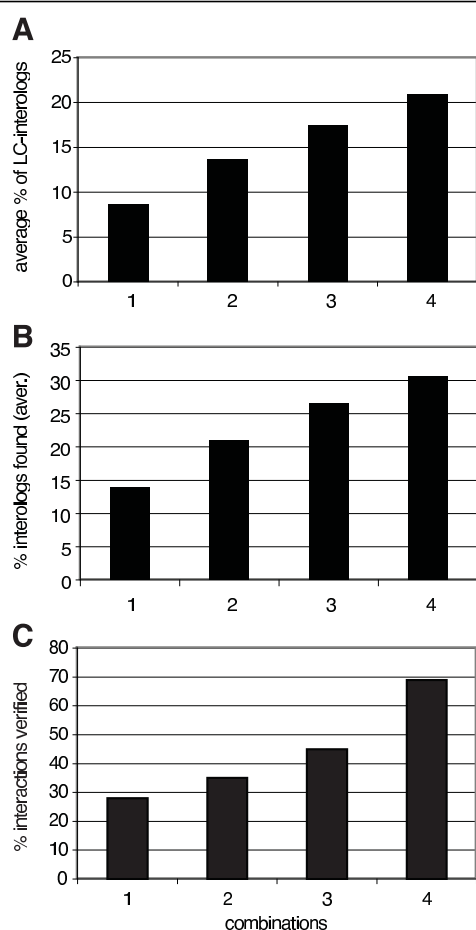 A
average % of LC-interologs
25
20
15
10
5
0
1 2 3 4
B
% interologs found (aver.)
35
30
25
20
15
10
5
0
1 2 3 4
C
% interactions verified
80
70
60
50
40
30
20
10
0
1 2 3 4
combinations